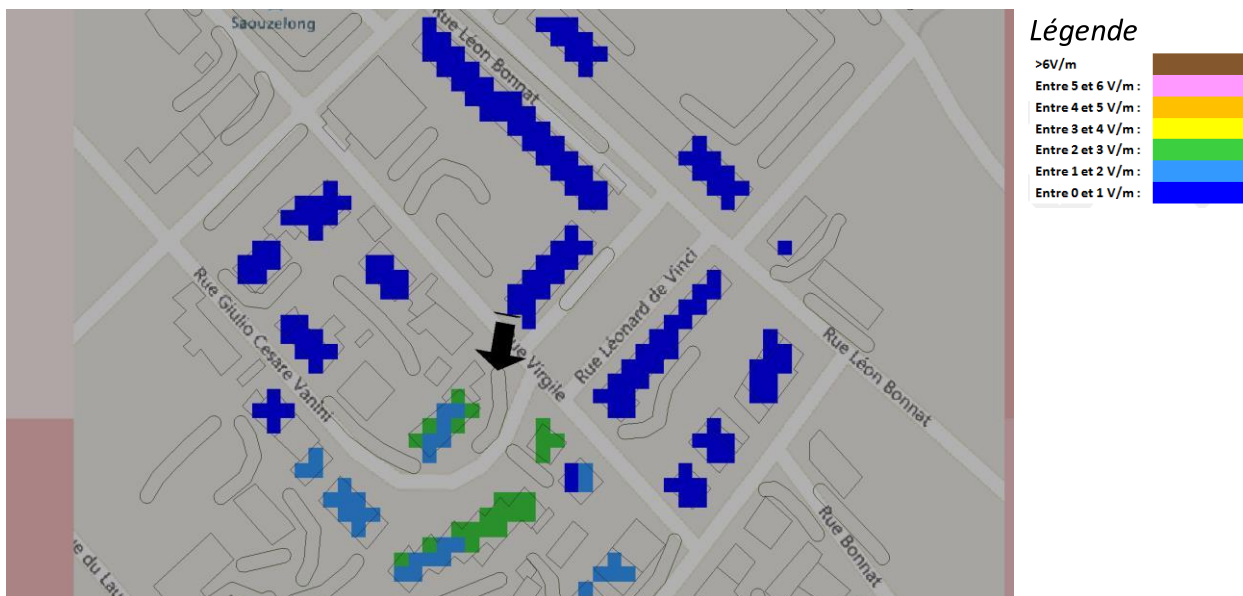 Saouzelong
Rue Léon Bonnat
Rue Giulio Cesare Vanini
Rue Virgile
Rue Léonard de Vinci
Rue Léon Bonnat
Rue Bonnat
du Lau
Légende
>6V/m
Entre 5 et 6 V/m :
Entre 4 et 5 V/m :
Entre 3 et 4 V/m :
Entre 2 et 3 V/m :
Entre 1 et 2 V/m :
Entre 0 et 1 V/m :